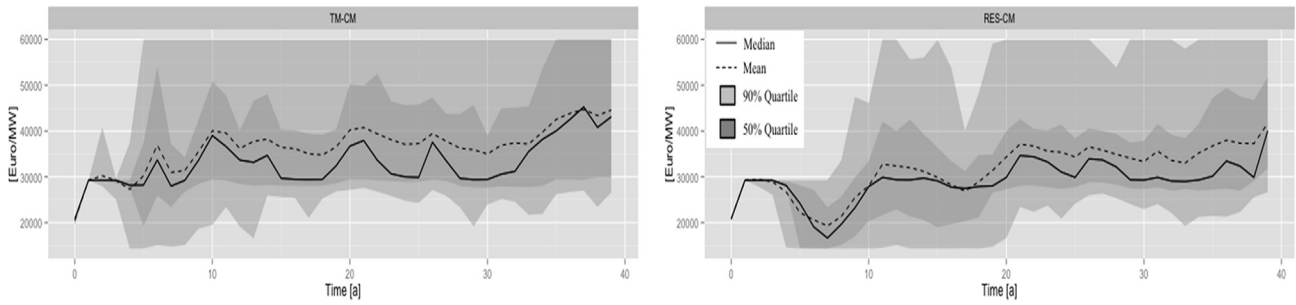 TM-CM
60000
50000
40000
30000
20000
[Euro/MW]
0 10 20 30 40
Time [a]
RES-CM
60000
50000
40000
30000
20000
[Euro/MW]
Median
Mean
90% Quartile
50% Quartile
0 10 20 30 40
Time [a]